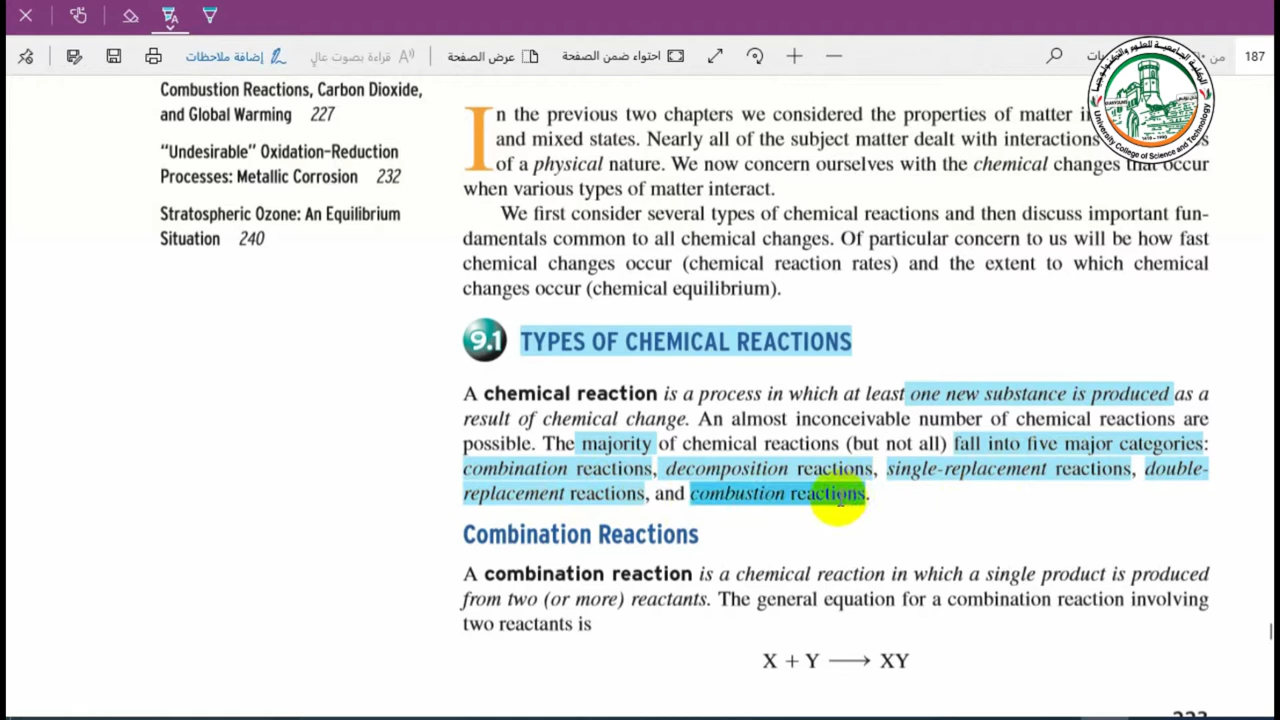 إضافة ملاحظات
قراءة بصوت عالٍ
عرض الصفحة
احتواء ضمن الصفحة
من
187
Combustion Reactions, Carbon Dioxide,
and Global Warming 227
“Undesirable” Oxidation–Reduction
Processes: Metallic Corrosion 232
Stratospheric Ozone: An Equilibrium
Situation 240
In the previous two chapters we considered the properties of matter
and mixed states. Nearly all of the subject matter dealt with interactions
of a physical nature. We now concern ourselves with the chemical changes that occur
when various types of matter interact.
We first consider several types of chemical reactions and then discuss important fun-
damentals common to all chemical changes. Of particular concern to us will be how fast
chemical changes occur (chemical reaction rates) and the extent to which chemical
changes occur (chemical equilibrium).
9.1 TYPES OF CHEMICAL REACTIONS
A chemical reaction is a process in which at least one new substance is produced as a
result of chemical change. An almost inconceivable number of chemical reactions are
possible. The majority of chemical reactions (but not all) fall into five major categories:
combination reactions, decomposition reactions, single-replacement reactions, double-
replacement reactions, and combustion reactions.
Combination Reactions
A combination reaction is a chemical reaction in which a single product is produced
from two (or more) reactants. The general equation for a combination reaction involving
two reactants is
X + Y ⟶ XY
University College of Science and Technology